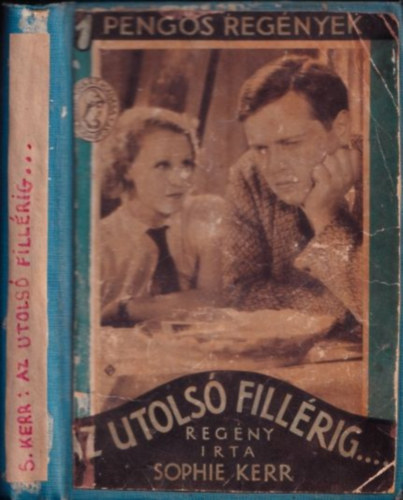 S. KERR: AZ UTOLSÓ FILLÉRIG...
1 PENGŐS REGÉNYEK
AZ UTOLSÓ FILLÉRIG....
REGÉNY
IRTA
SOPHIE KERR